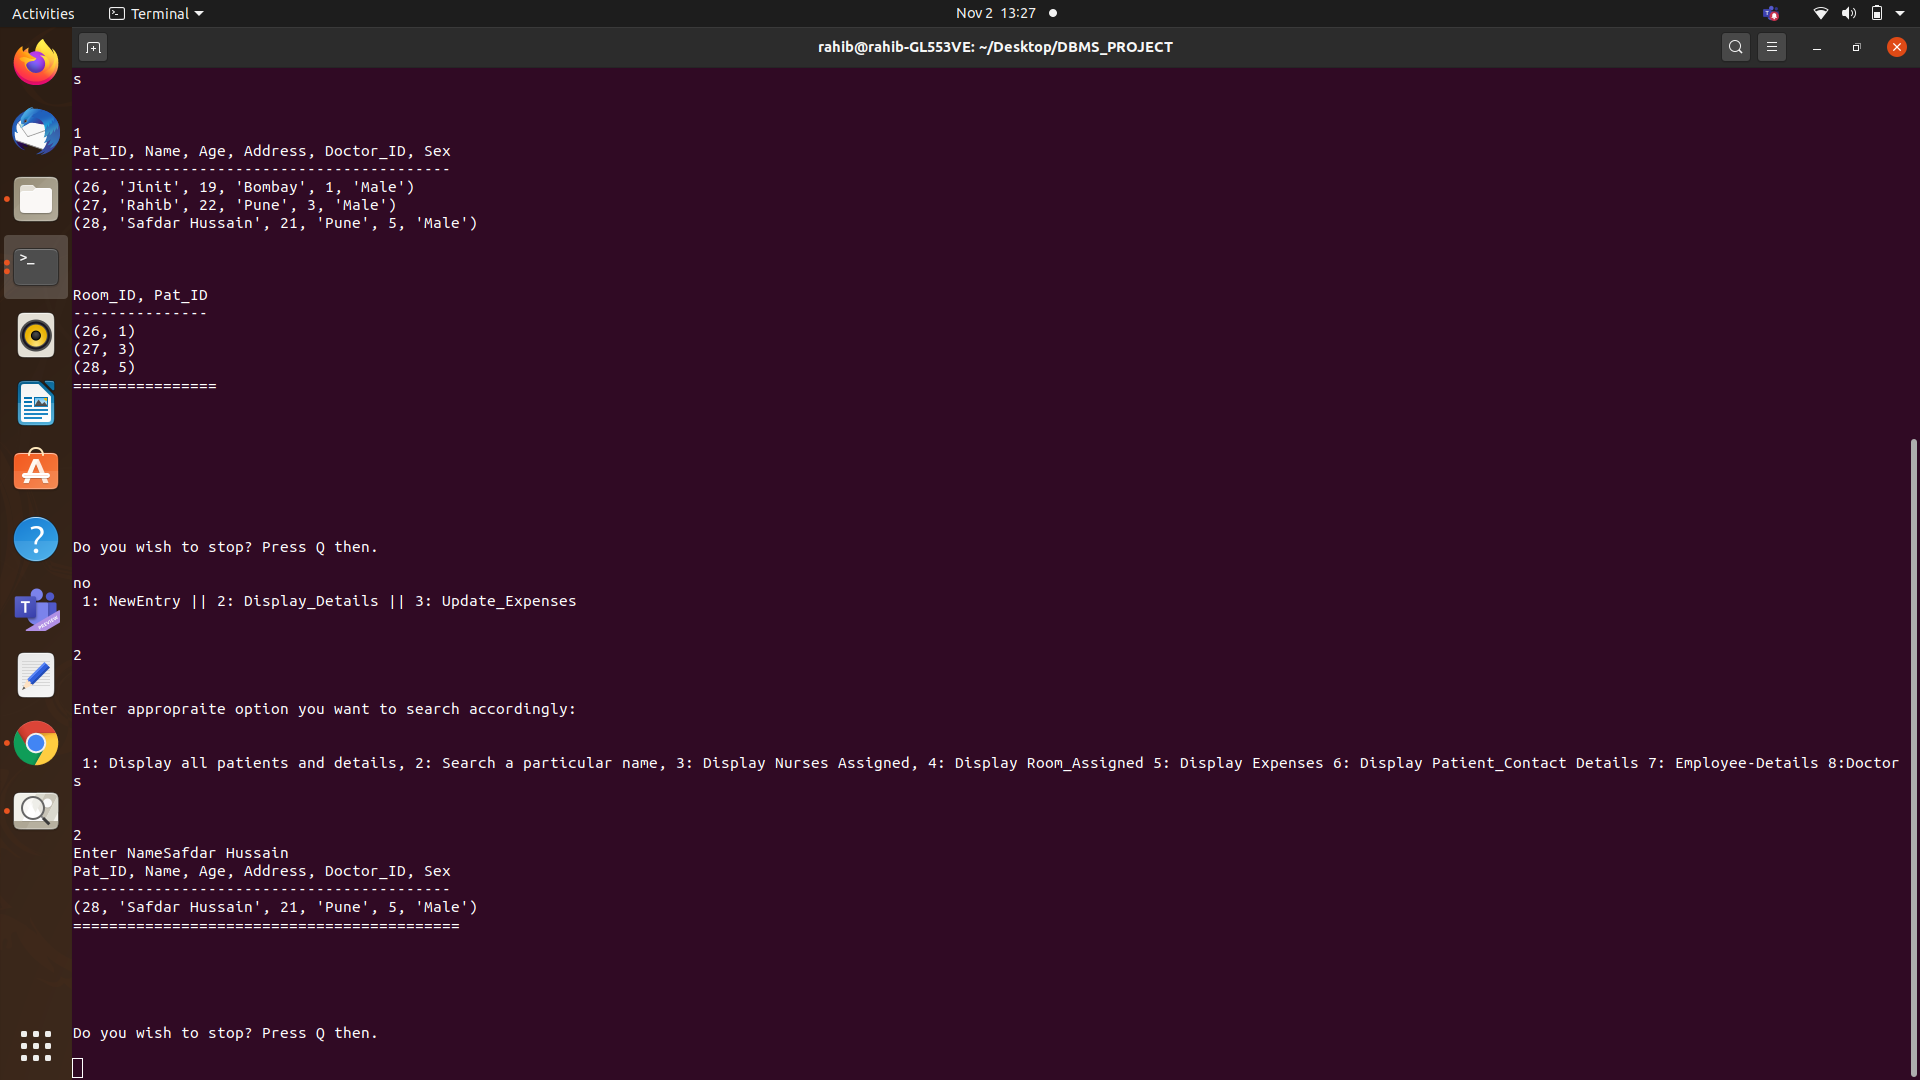 Activities
Terminal
Nov 2 13:27
rahib@rahib-GL553VE: ~/Desktop/DBMS_PROJECT
s
1
Pat_ID, Name, Age, Address, Doctor_ID, Sex
------------------------------------------
(26, 'Jinit', 19, 'Bombay', 1, 'Male')
(27, 'Rahib', 22, 'Pune', 3, 'Male')
(28, 'Safdar Hussain', 21, 'Pune', 5, 'Male')
Room_ID, Pat_ID
---------------
(26, 1)
(27, 3)
(28, 5)
================
Do you wish to stop? Press Q then.
no
1: NewEntry || 2: Display_Details || 3: Update_Expenses
2
Enter appropraite option you want to search accordingly:
1: Display all patients and details, 2: Search a particular name, 3: Display Nurses Assigned, 4: Display Room_Assigned 5: Display Expenses 6: Display Patient_Contact Details 7: Employee-Details 8:Doctor
s
2
Enter NameSafdar Hussain
Pat_ID, Name, Age, Address, Doctor_ID, Sex
------------------------------------------
(28, 'Safdar Hussain', 21, 'Pune', 5, 'Male')
===========================================
Do you wish to stop? Press Q then.